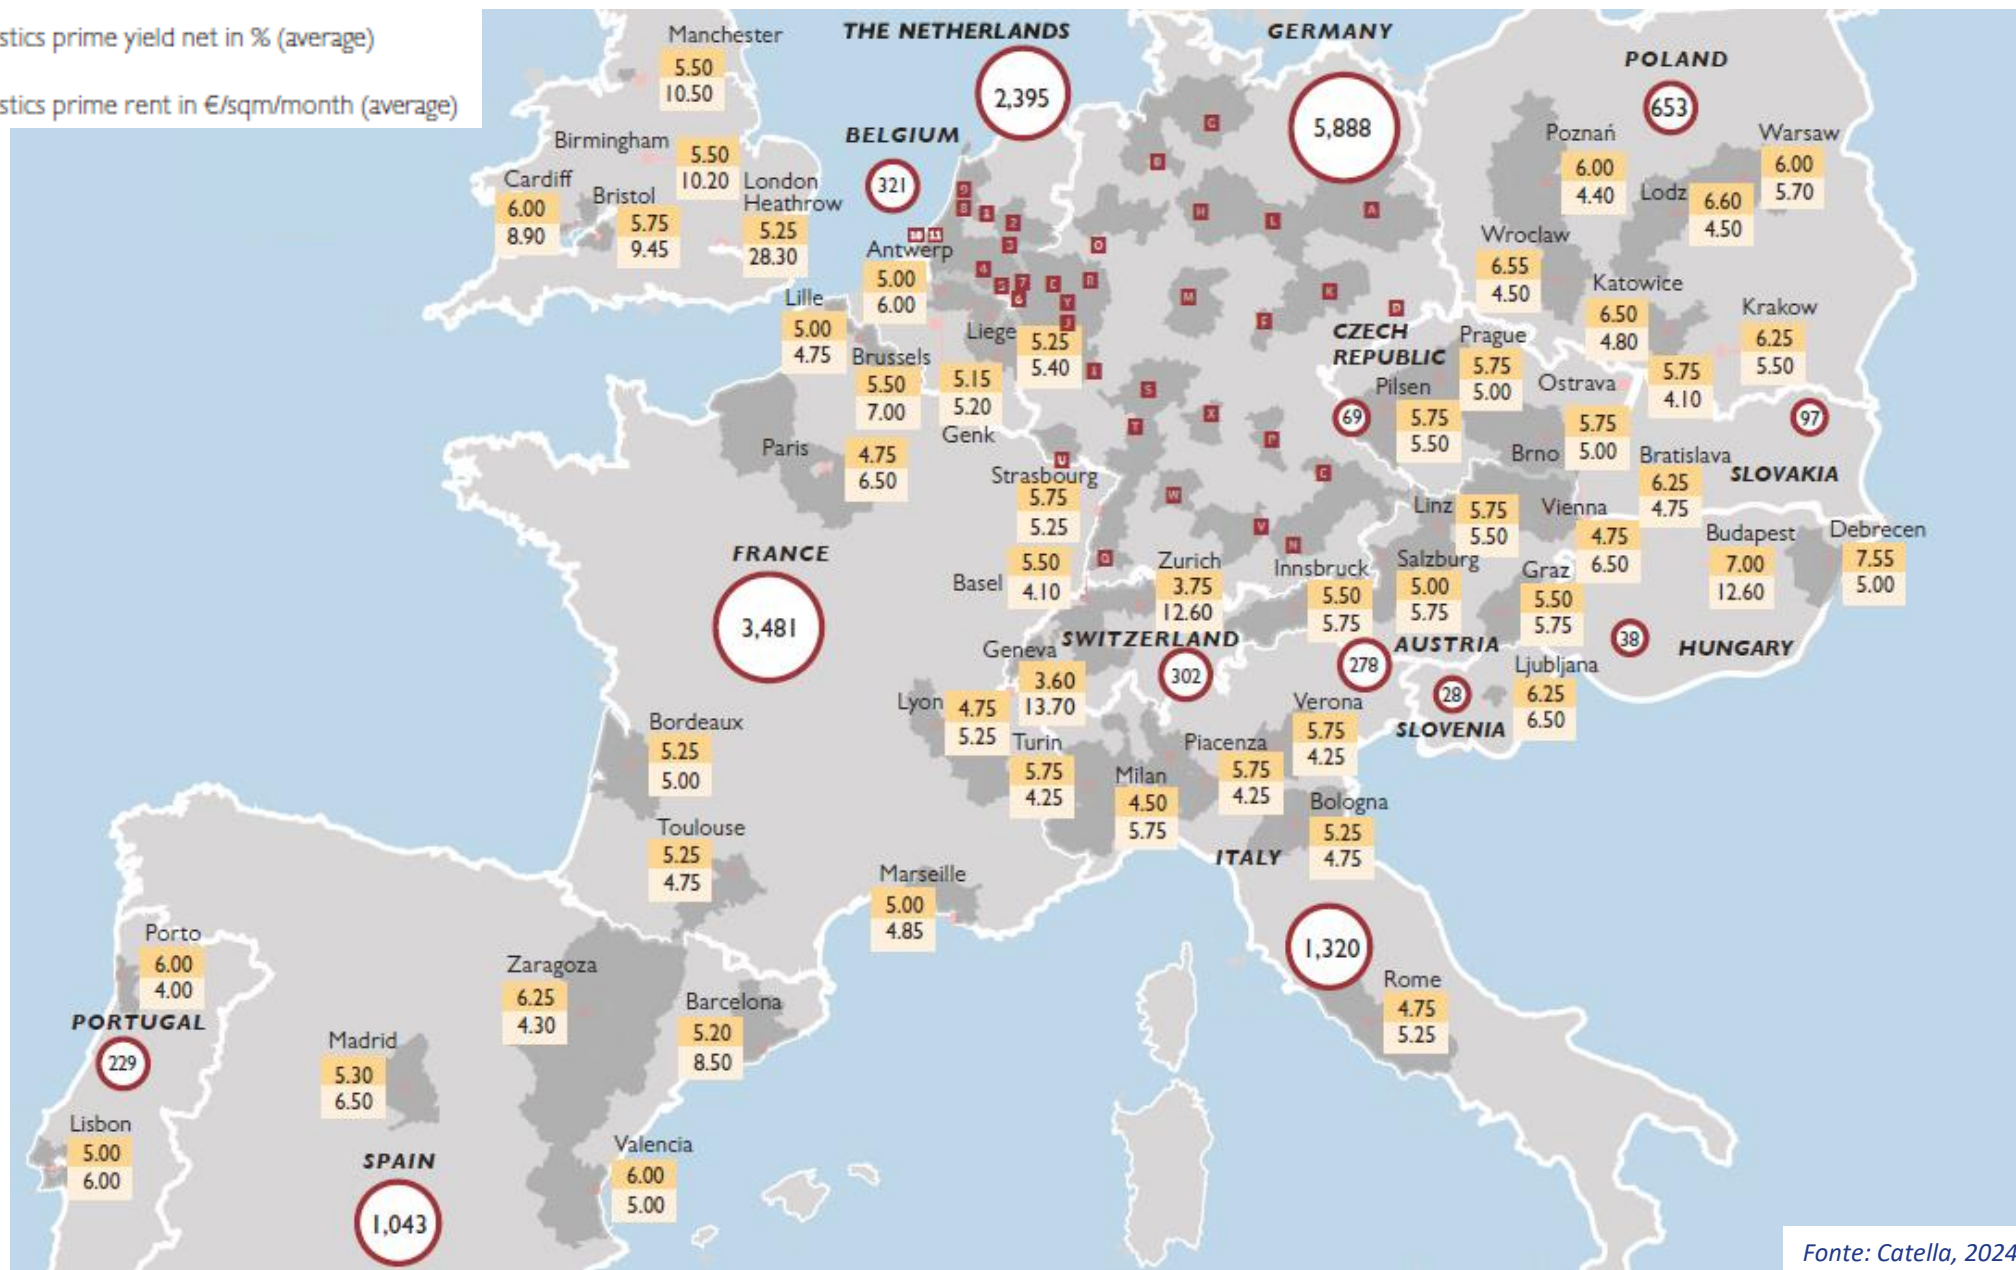 stics prime yield net in % (average)
stics prime rent in €/sqm/month (average)
Manchester
5.50
10.50
THE NETHERLANDS
2,395
GERMANY
5,888
POLAND
653
BELGIUM
321
Birmingham
5.50
10.20
Cardiff
6.00
8.90
Bristol
5.75
9.45
London
Heathrow
5.25
28.30
Poznań
6.00
4.40
Warsaw
6.00
5.70
Lodz
6.60
4.50
Wrocław
6.55
4.50
Katowice
6.50
4.80
Krakow
6.25
5.50
Antwerp
5.00
6.00
Lille
5.00
4.75
Brussels
5.50
7.00
Liege
5.25
5.40
5.15
5.20
Genk
9
8
1
2
10 11
3
4
5
7
6
G
B
H
L
A
O
E
R
Y
J
M
K
D
F
I
S
T
X
P
U
C
W
V
N
Q
CZECH
REPUBLIC
69
Prague
5.75
5.00
Pilsen
5.75
5.50
Ostrava
5.75
4.10
Brno
5.75
5.00
97
SLOVAKIA
Bratislava
6.25
4.75
Paris
4.75
6.50
Strasbourg
5.75
5.25
FRANCE
3,481
Basel
5.50
4.10
Zurich
3.75
12.60
Innsbruck
5.50
5.75
Linz
5.75
5.50
Vienna
4.75
6.50
Salzburg
5.00
5.75
Graz
5.50
5.75
Budapest
7.00
12.60
Debrecen
7.55
5.00
38
HUNGARY
SWITZERLAND
302
AUSTRIA
278
Geneva
3.60
13.70
Ljubljana
6.25
6.50
28
SLOVENIA
Lyon
4.75
5.25
Bordeaux
5.25
5.00
Turin
5.75
4.25
Milan
4.50
5.75
Piacenza
5.75
4.25
Verona
5.75
4.25
Bologna
5.25
4.75
ITALY
1,320
Toulouse
5.25
4.75
Marseille
5.00
4.85
Rome
4.75
5.25
Porto
6.00
4.00
PORTUGAL
229
Lisbon
5.00
6.00
Zaragoza
6.25
4.30
Barcelona
5.20
8.50
Madrid
5.30
6.50
SPAIN
1,043
Valencia
6.00
5.00
Fonte: Catella, 2024